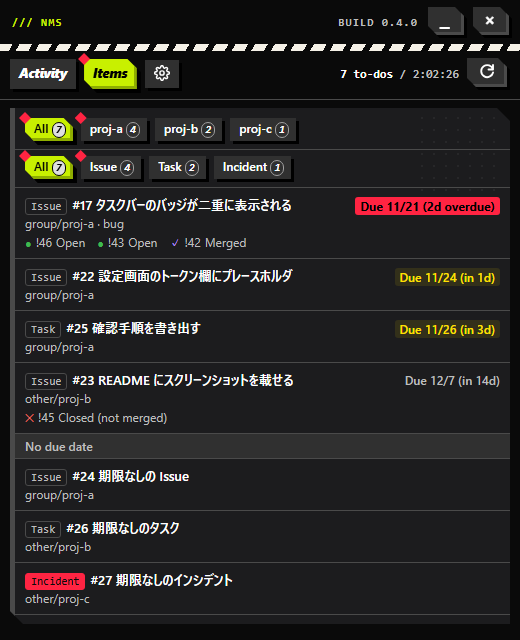 /// NMS BUILD 0.4.0
Activity Items 7 to-dos / 2:02:26
All 7 proj-a 4 proj-b 2 proj-c 1
All 7 Issue 4 Task 2 Incident 1
Issue #17 タスクバーのバッジが二重に表示される Due 11/21 (2d overdue)
group/proj-a · bug
!46 Open !43 Open ✓ !42 Merged
Issue #22 設定画面のトークン欄にプレースホルダ Due 11/24 (in 1d)
group/proj-a
Task #25 確認手順を書き出す Due 11/26 (in 3d)
group/proj-a
Issue #23 README にスクリーンショットを載せる Due 12/7 (in 14d)
other/proj-b
✕ !45 Closed (not merged)
No due date
Issue #24 期限なしの Issue
group/proj-a
Task #26 期限なしのタスク
other/proj-b
Incident #27 期限なしのインシデント
other/proj-c